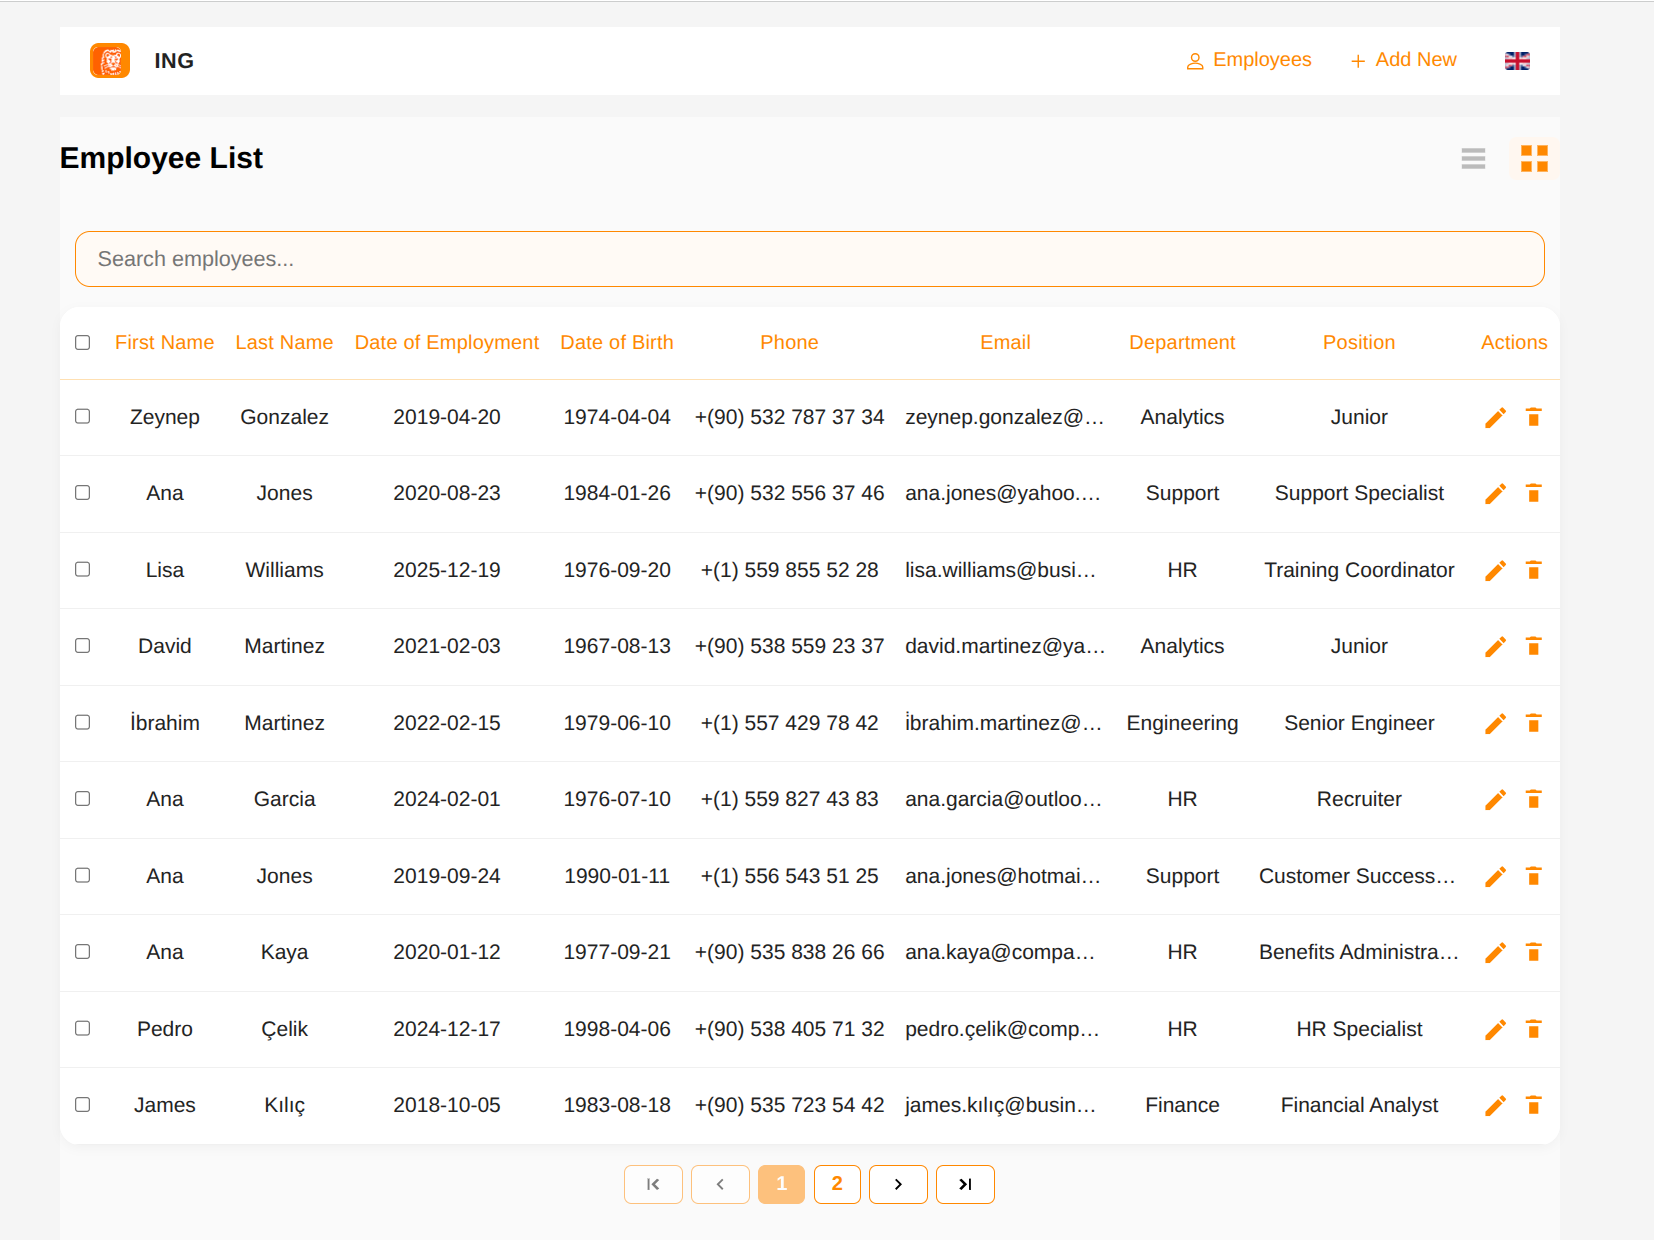 ING
Employees
Add New
Employee List
Search employees...
First Name Last Name Date of Employment Date of Birth Phone Email Department Position Actions
Zeynep Gonzalez 2019-04-20 1974-04-04 +(90) 532 787 37 34 zeynep.gonzalez@… Analytics Junior
Ana Jones 2020-08-23 1984-01-26 +(90) 532 556 37 46 ana.jones@yahoo.… Support Support Specialist
Lisa Williams 2025-12-19 1976-09-20 +(1) 559 855 52 28 lisa.williams@busi… HR Training Coordinator
David Martinez 2021-02-03 1967-08-13 +(90) 538 559 23 37 david.martinez@ya… Analytics Junior
İbrahim Martinez 2022-02-15 1979-06-10 +(1) 557 429 78 42 i̇brahim.martinez@… Engineering Senior Engineer
Ana Garcia 2024-02-01 1976-07-10 +(1) 559 827 43 83 ana.garcia@outloo… HR Recruiter
Ana Jones 2019-09-24 1990-01-11 +(1) 556 543 51 25 ana.jones@hotmai… Support Customer Success…
Ana Kaya 2020-01-12 1977-09-21 +(90) 535 838 26 66 ana.kaya@compa… HR Benefits Administra…
Pedro Çelik 2024-12-17 1998-04-06 +(90) 538 405 71 32 pedro.çelik@comp… HR HR Specialist
James Kılıç 2018-10-05 1983-08-18 +(90) 535 723 54 42 james.kılıç@busin… Finance Financial Analyst
1 2